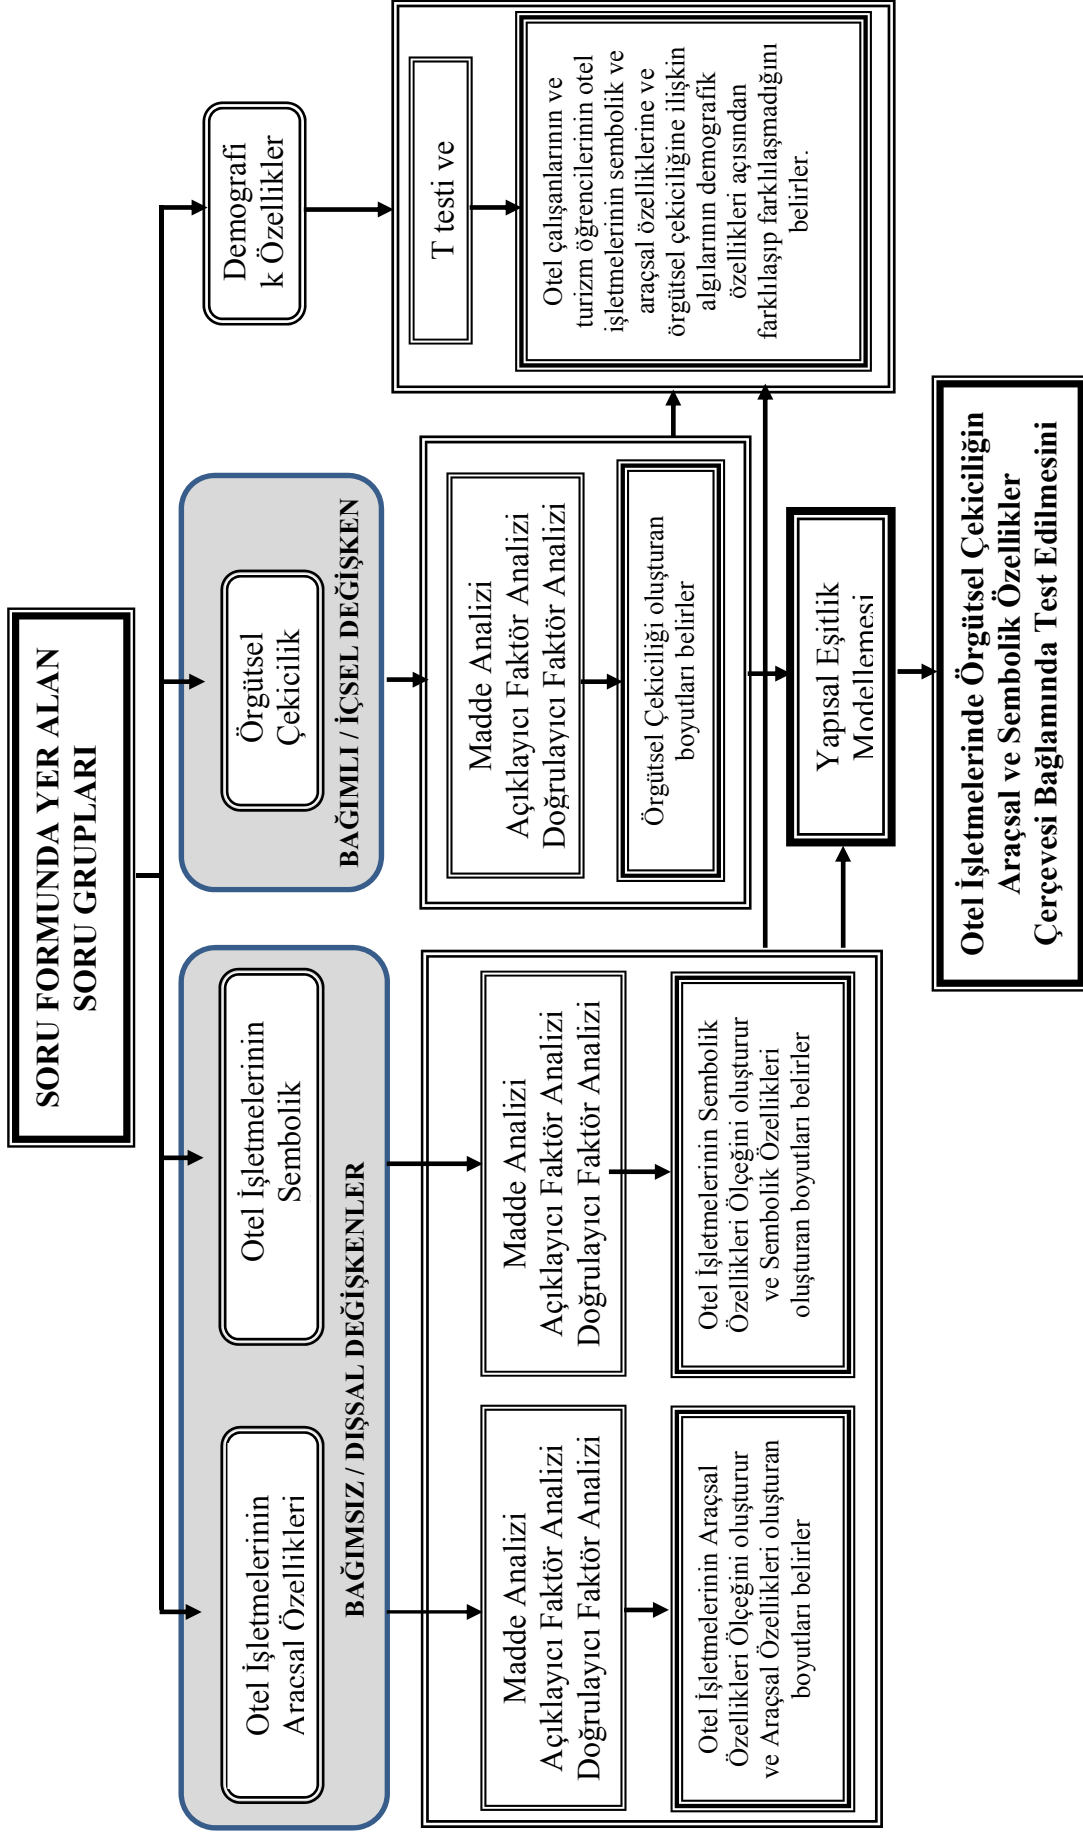 SORU FORMUNDA YER ALAN
SORU GRUPLARI
Otel İşletmelerinin
Araçsal Özellikleri
Otel İşletmelerinin
Sembolik
BAĞIMSIZ / DIŞSAL DEĞİŞKENLER
Örgütsel
Çekicilik
BAĞIMLI / İÇSEL DEĞİŞKEN
Demografi
k Özellikler
Madde Analizi
Açıklayıcı Faktör Analizi
Doğrulayıcı Faktör Analizi
Otel İşletmelerinin Araçsal
Özellikleri Ölçeğini oluşturur
ve Araçsal Özellikleri oluşturan
boyutları belirler
Madde Analizi
Açıklayıcı Faktör Analizi
Doğrulayıcı Faktör Analizi
Otel İşletmelerinin Sembolik
Özellikleri Ölçeğini oluşturur
ve Sembolik Özellikleri
oluşturan boyutları belirler
Madde Analizi
Açıklayıcı Faktör Analizi
Doğrulayıcı Faktör Analizi
Örgütsel Çekiciliği oluşturan
boyutları belirler
T testi ve
Otel çalışanlarının ve
turizm öğrencilerinin otel
işletmelerinin sembolik ve
araçsal özelliklerine ve
örgütsel çekiciliğine ilişkin
algılarının demografik
özellikleri açısından
farklılaşıp farklılaşmadığını
belirler.
Yapısal Eşitlik
Modellemesi
Otel İşletmelerinde Örgütsel Çekiciliğin
Araçsal ve Sembolik Özellikler
Çerçevesi Bağlamında Test Edilmesini